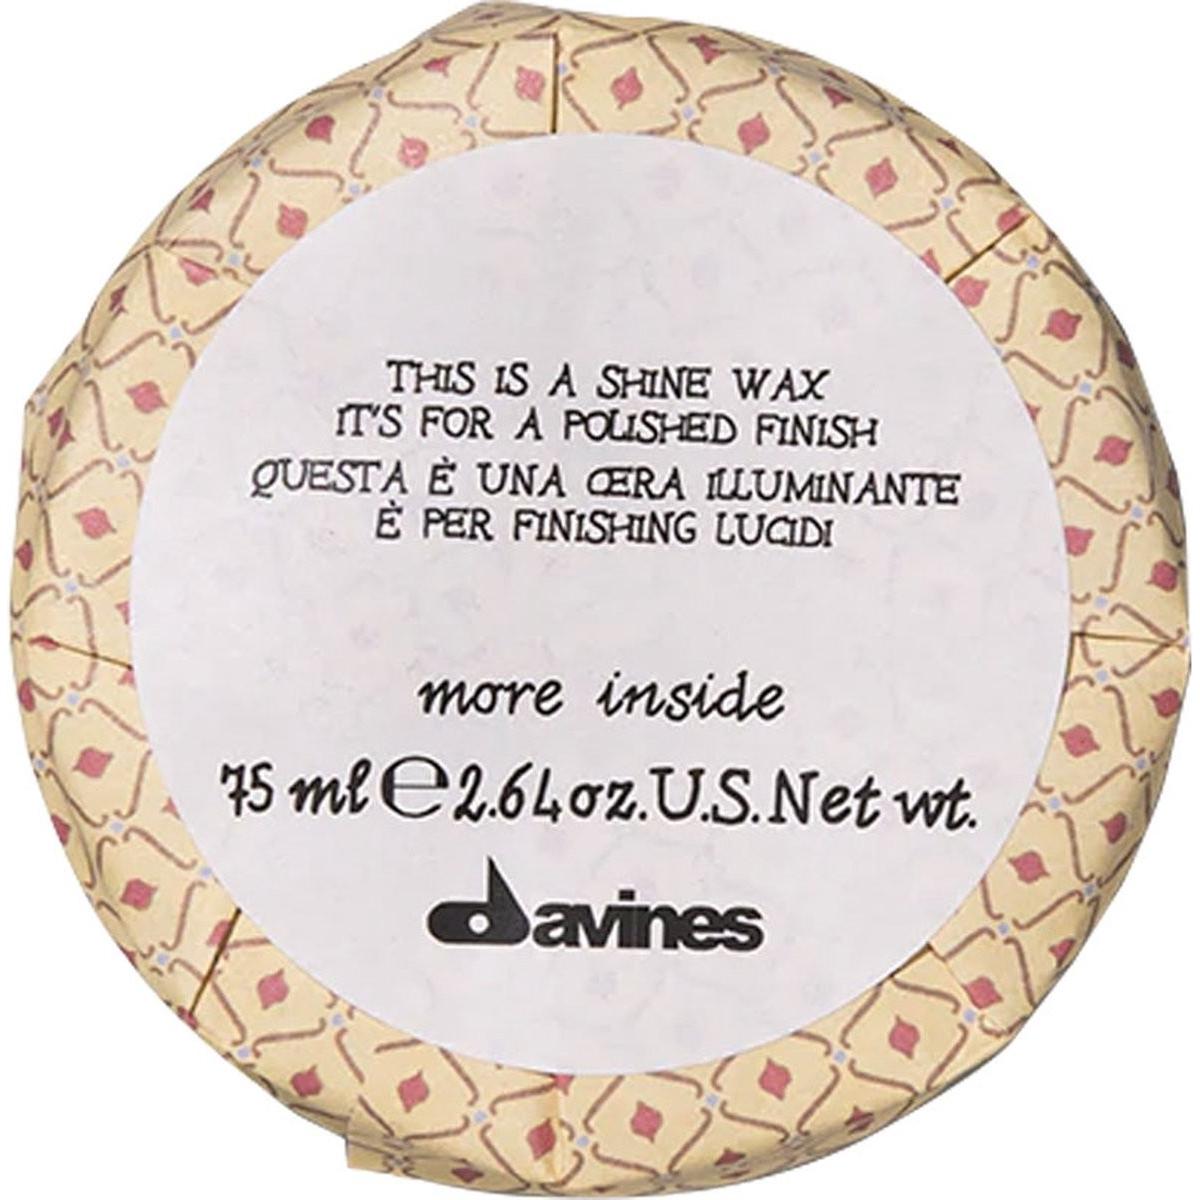 THIS IS A SHINE WAX
IT'S FOR A POLISHED FINISH
QUESTA È UNA CERA ILLUMINANTE
È PER FINISHING LUCIDI
more inside
75 ml ℮ 2.64 oz. U.S. Net wt.
davines